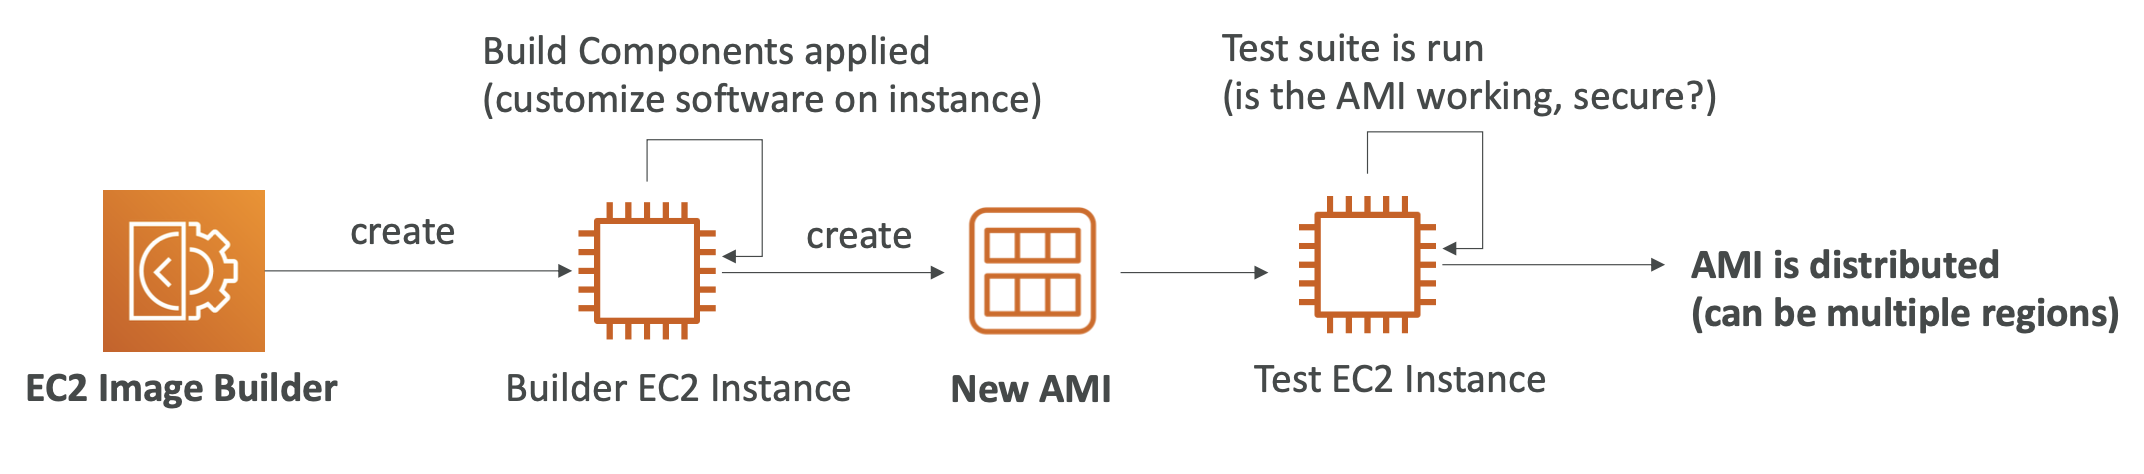 Build Components applied
(customize software on instance)
Test suite is run
(is the AMI working, secure?)
create
create
AMI is distributed
(can be multiple regions)
EC2 Image Builder
Builder EC2 Instance
New AMI
Test EC2 Instance